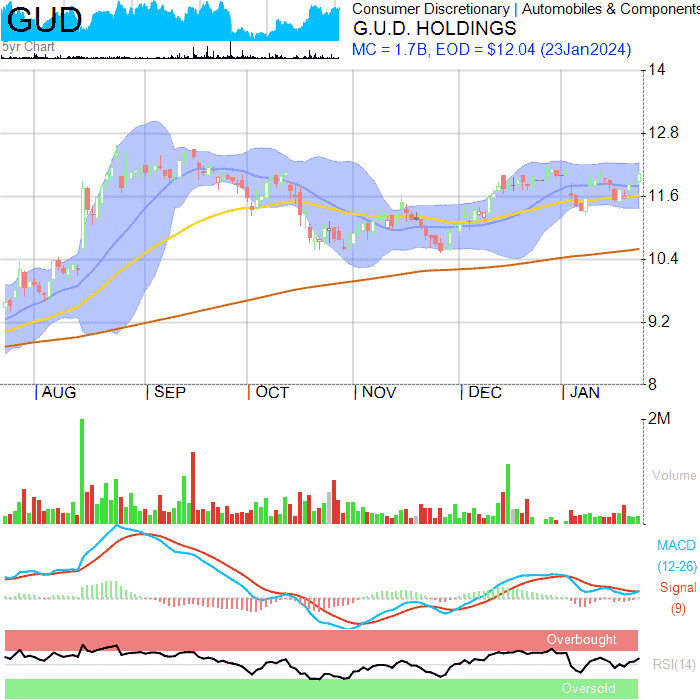 GUD
5yr Chart
Consumer Discretionary | Automobiles & Components
G.U.D. HOLDINGS
MC = 1.7B, EOD = $12.04 (23Jan2024)
14
12.8
11.6
10.4
9.2
8
AUG SEP OCT NOV DEC JAN
2M
Volume
MACD
(12-26)
Signal
(9)
Overbought
RSI(14)
Oversold